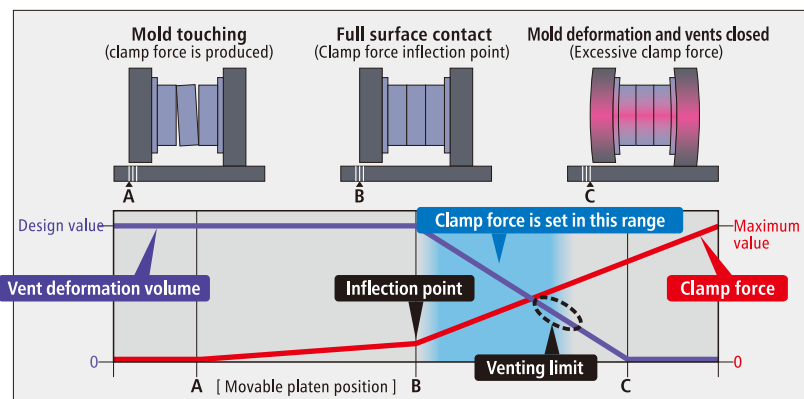 Mold touching
(clamp force is produced)
Full surface contact
(Clamp force inflection point)
Mold deformation and vents closed
(Excessive clamp force)
A
B
C
Design value
Clamp force is set in this range
Maximum
value
Vent deformation volume
Inflection point
Clamp force
Venting limit
0
0
A
[ Movable platen position ]
B
C